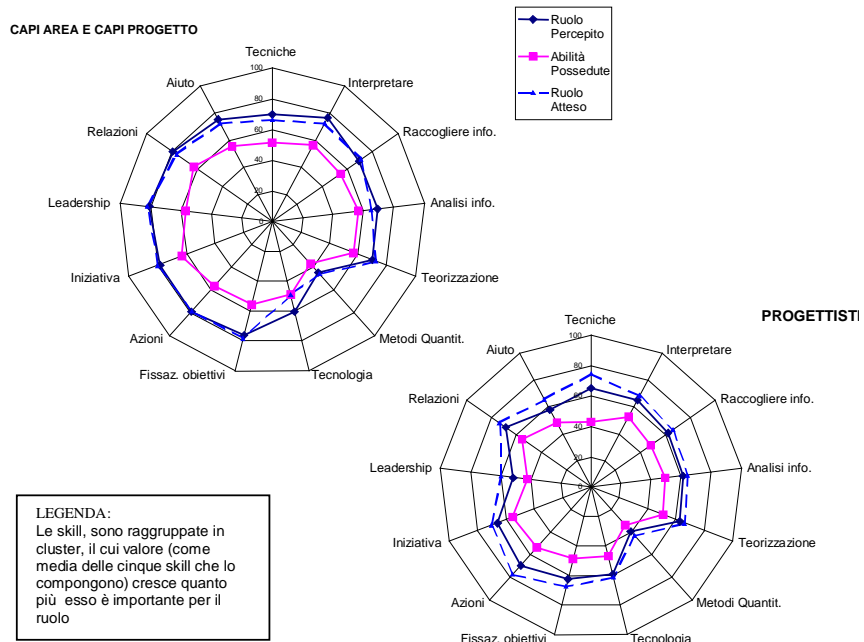 CAPI AREA E CAPI PROGETTO
Ruolo
Percepito
Abilità
Possedute
Ruolo
Atteso
Tecniche
Interpretare
Raccogliere info.
Analisi info.
Teorizzazione
Metodi Quantit.
Tecnologia
Fissaz. obiettivi
Azioni
Iniziativa
Leadership
Relazioni
Aiuto
100
80
60
40
20
PROGETTISTI
Tecniche
Interpretare
Raccogliere info.
Analisi info.
Teorizzazione
Metodi Quantit.
Tecnologia
Fissaz. obiettivi
Azioni
Iniziativa
Leadership
Relazioni
Aiuto
100
80
60
40
20
0
LEGENDA:
Le skill, sono raggruppate in
cluster, il cui valore (come
media delle cinque skill che lo
compongono) cresce quanto
più esso è importante per il
ruolo